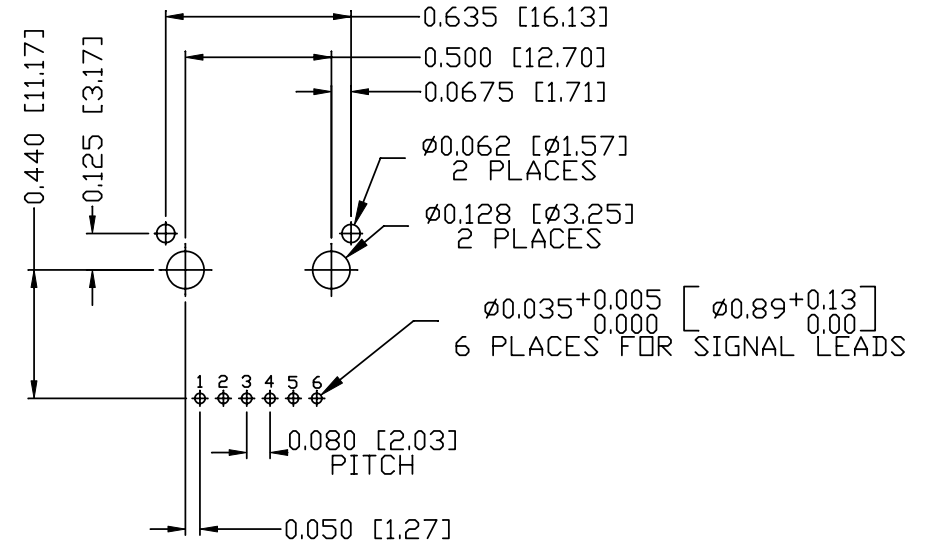 0.635 [16.13]
0.500 [12.70]
0.0675 [1.71]
0.440 [11.17]
0.125 [3.17]
ø0.062 [ø1.57]
2 PLACES
ø0.128 [ø3.25]
2 PLACES
ø0.035+0.005 [ø0.89+0.13]
0.000 0.00
6 PLACES FOR SIGNAL LEADS
1 2 3 4 5 6
0.080 [2.03]
PITCH
0.050 [1.27]